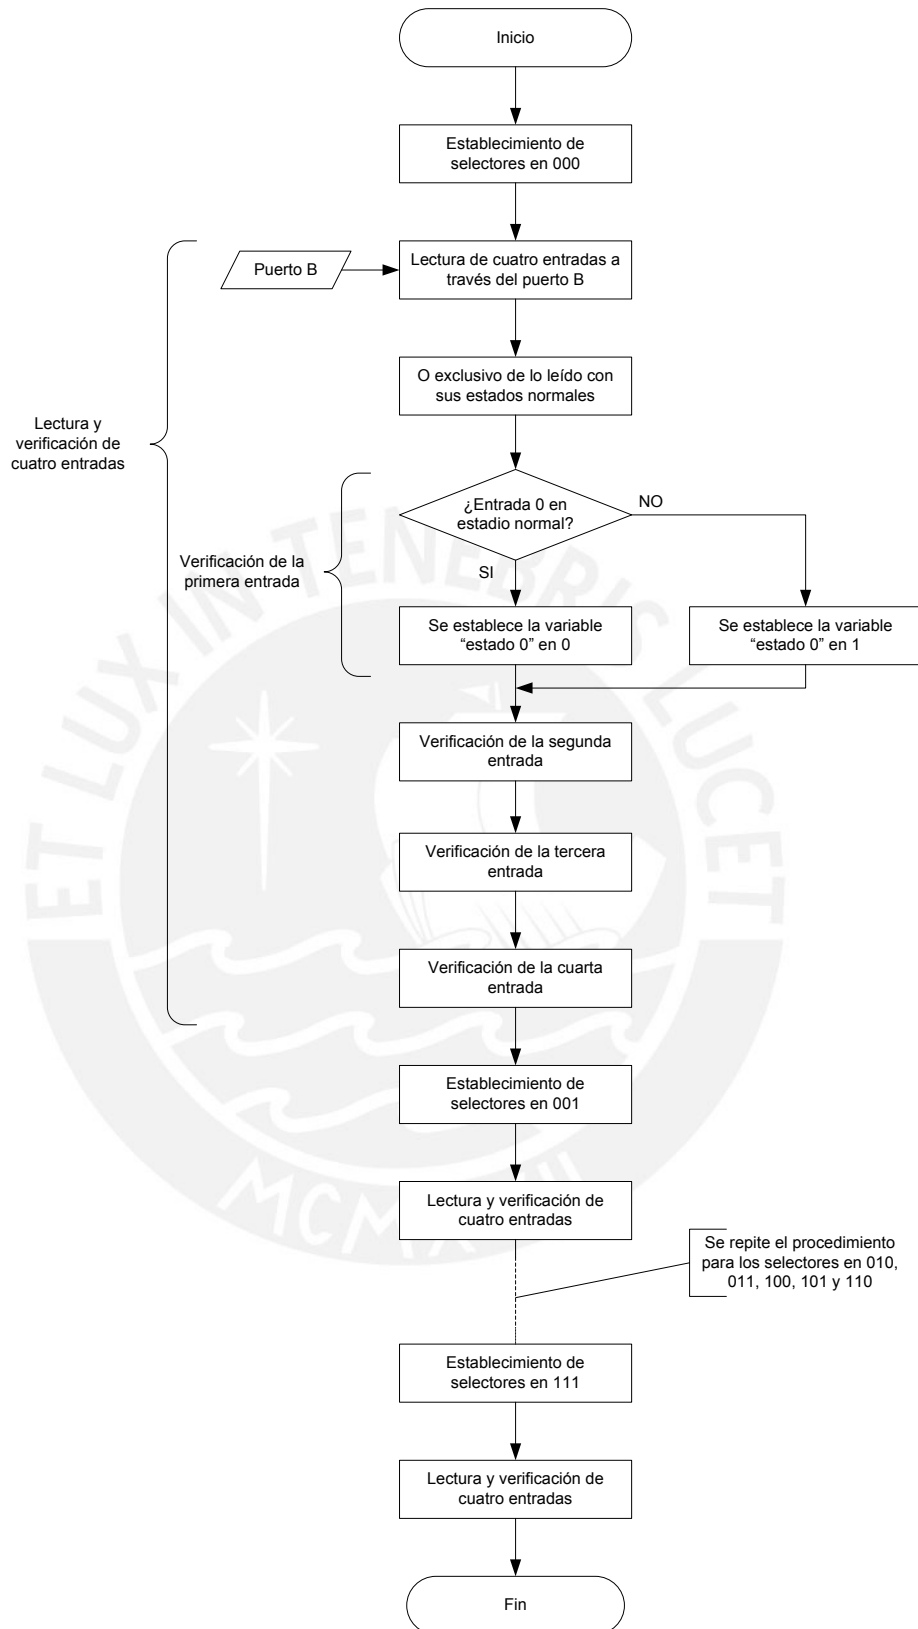 Inicio
Establecimiento de
selectores en 000
Puerto B
Lectura de cuatro entradas a
través del puerto B
O exclusivo de lo leído con
sus estados normales
Lectura y
verificación de
cuatro entradas
¿Entrada 0 en
estadio normal?
NO
SI
Verificación de la
primera entrada
Se establece la variable
“estado 0” en 0
Se establece la variable
“estado 0” en 1
Verificación de la segunda
entrada
Verificación de la tercera
entrada
Verificación de la cuarta
entrada
Establecimiento de
selectores en 001
Lectura y verificación de
cuatro entradas
Se repite el procedimiento
para los selectores en 010,
011, 100, 101 y 110
Establecimiento de
selectores en 111
Lectura y verificación de
cuatro entradas
Fin
ET LUX IN TENEBRIS LUCET